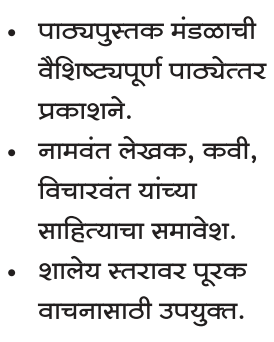 • पाठ्यपुस्तक मंडळाची
वैशिष्ट्यपूर्ण पाठ्येत्तर
प्रकाशने.
• नामवंत लेखक, कवी,
विचारवंत यांच्या
साहित्याचा समावेश.
• शालेय स्तरावर पूरक
वाचनासाठी उपयुक्त.